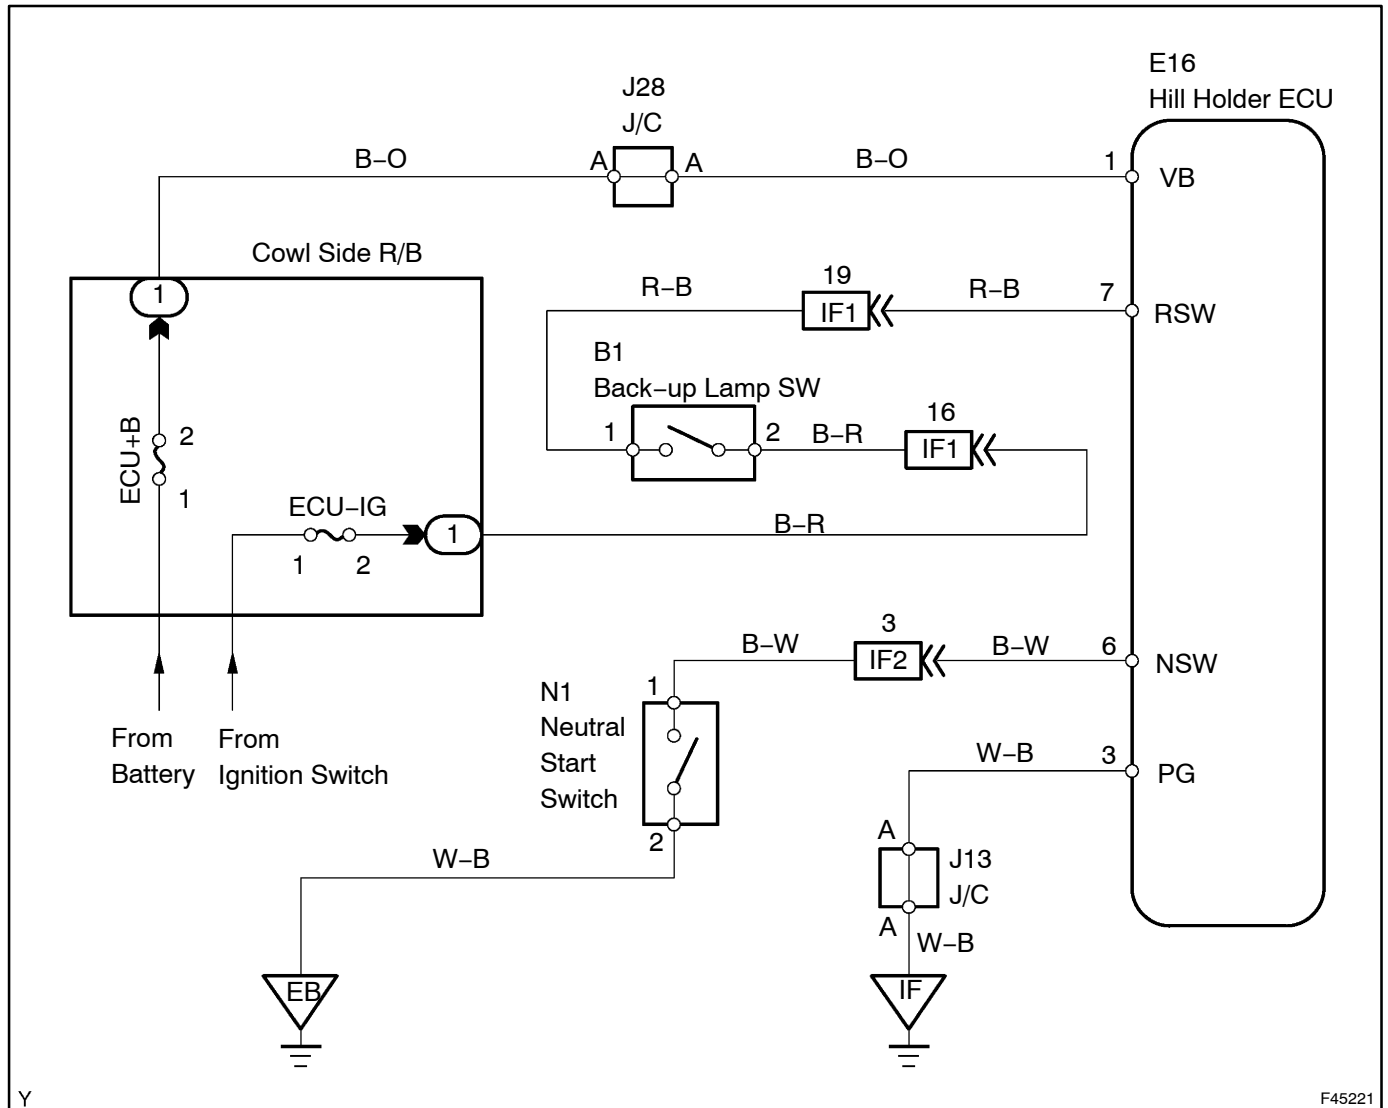 E16
Hill Holder ECU
J28
J/C
B–O
A
A
B–O
1
VB
Cowl Side R/B
1
R–B
19
IF1
R–B
7
RSW
B1
Back–up Lamp SW
1
2
B–R
16
IF1
ECU+B
2
1
ECU–IG
1
2
1
B–R
3
B–W
IF2
B–W
6
NSW
N1
Neutral
Start
Switch
1
2
From
Battery
From
Ignition Switch
W–B
3
PG
W–B
A
J13
J/C
A
W–B
EB
IF
Y
F45221